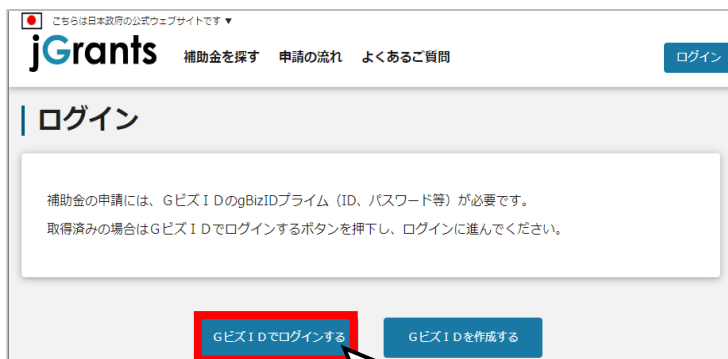 こちらは日本政府の公式ウェブサイトです ▼
jGrants 補助金を探す 申請の流れ よくあるご質問 ログイン
ログイン
補助金の申請には、GビズIDのgBizIDプライム（ID、パスワード等）が必要です。
取得済みの場合はGビズIDでログインするボタンを押下し、ログインに進んでください。
GビズIDでログインする GビズIDを作成する